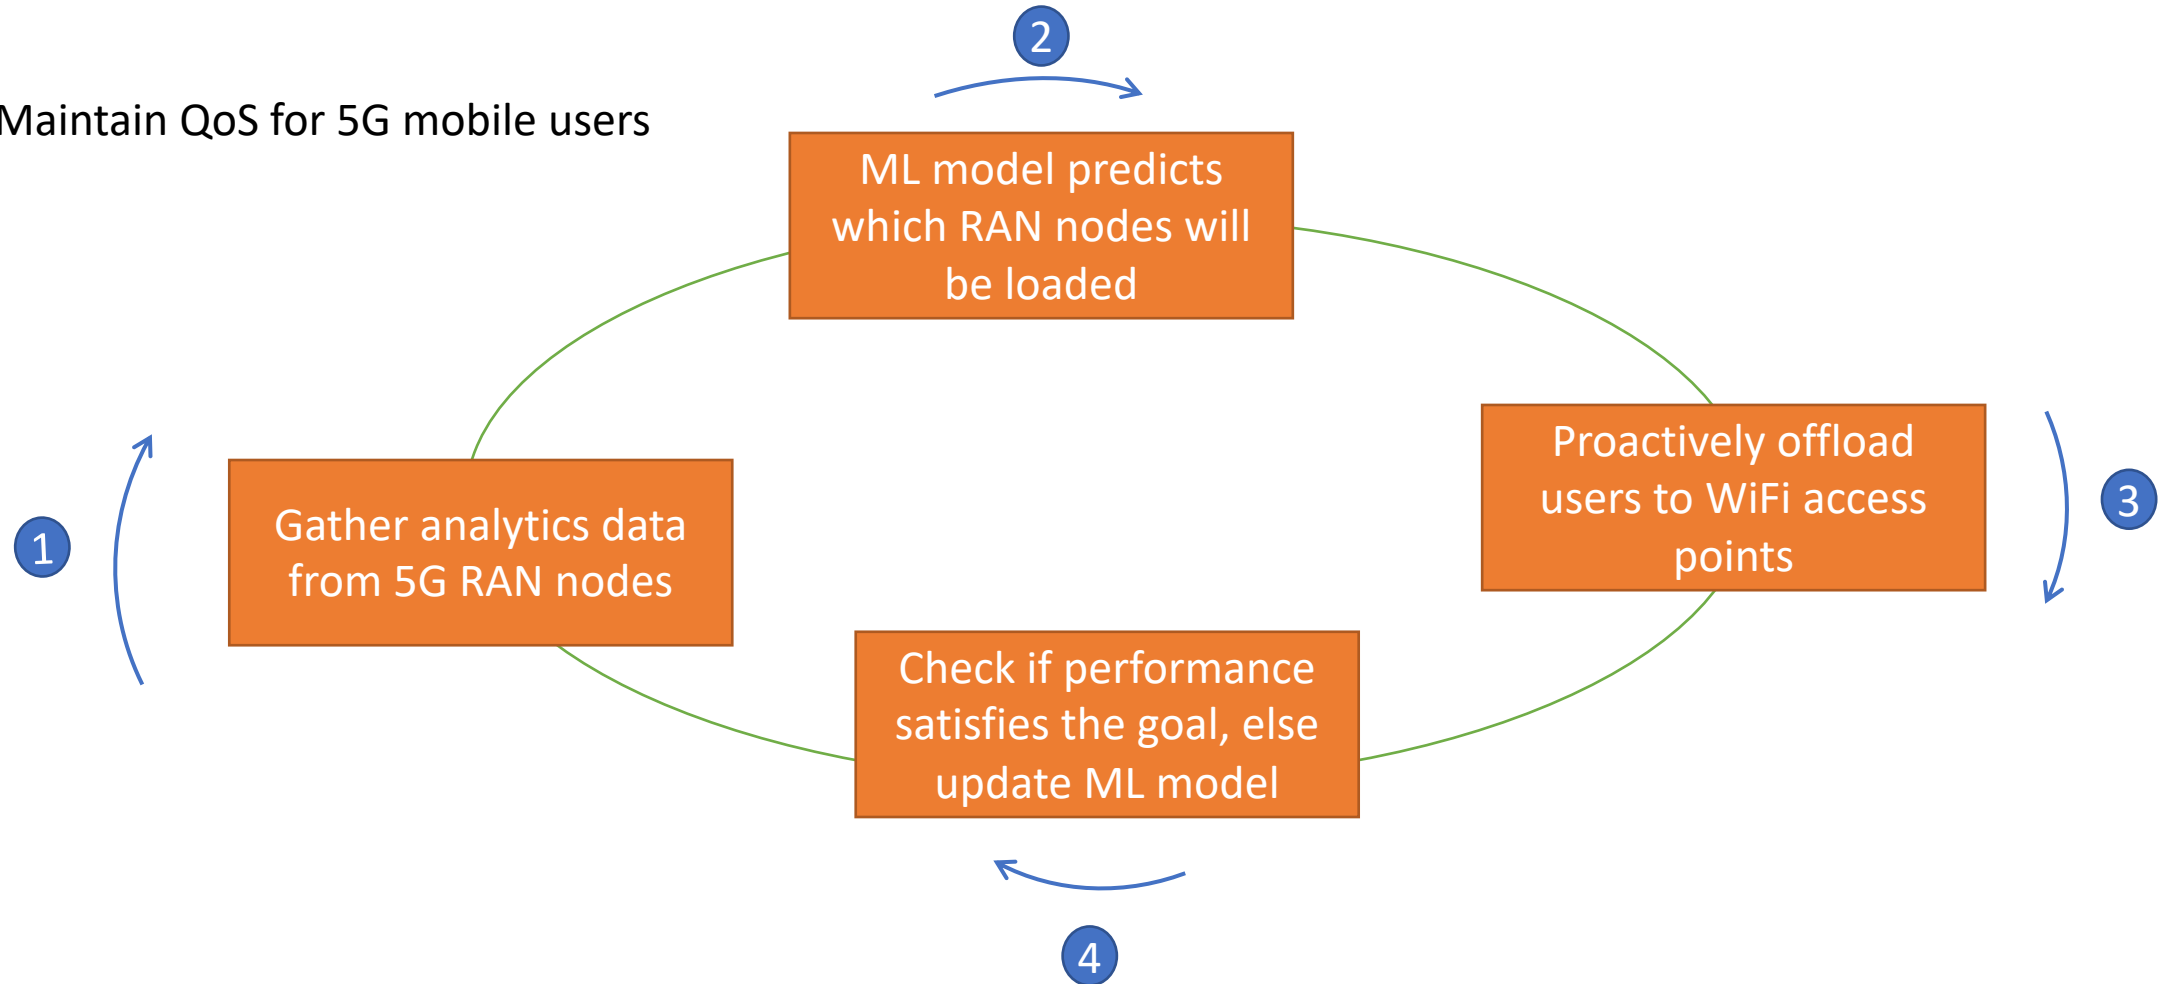 2
Maintain QoS for 5G mobile users
ML model predicts
which RAN nodes will
be loaded
Proactively offload
users to WiFi access
points
3
Gather analytics data
from 5G RAN nodes
1
Check if performance
satisfies the goal, else
update ML model
4